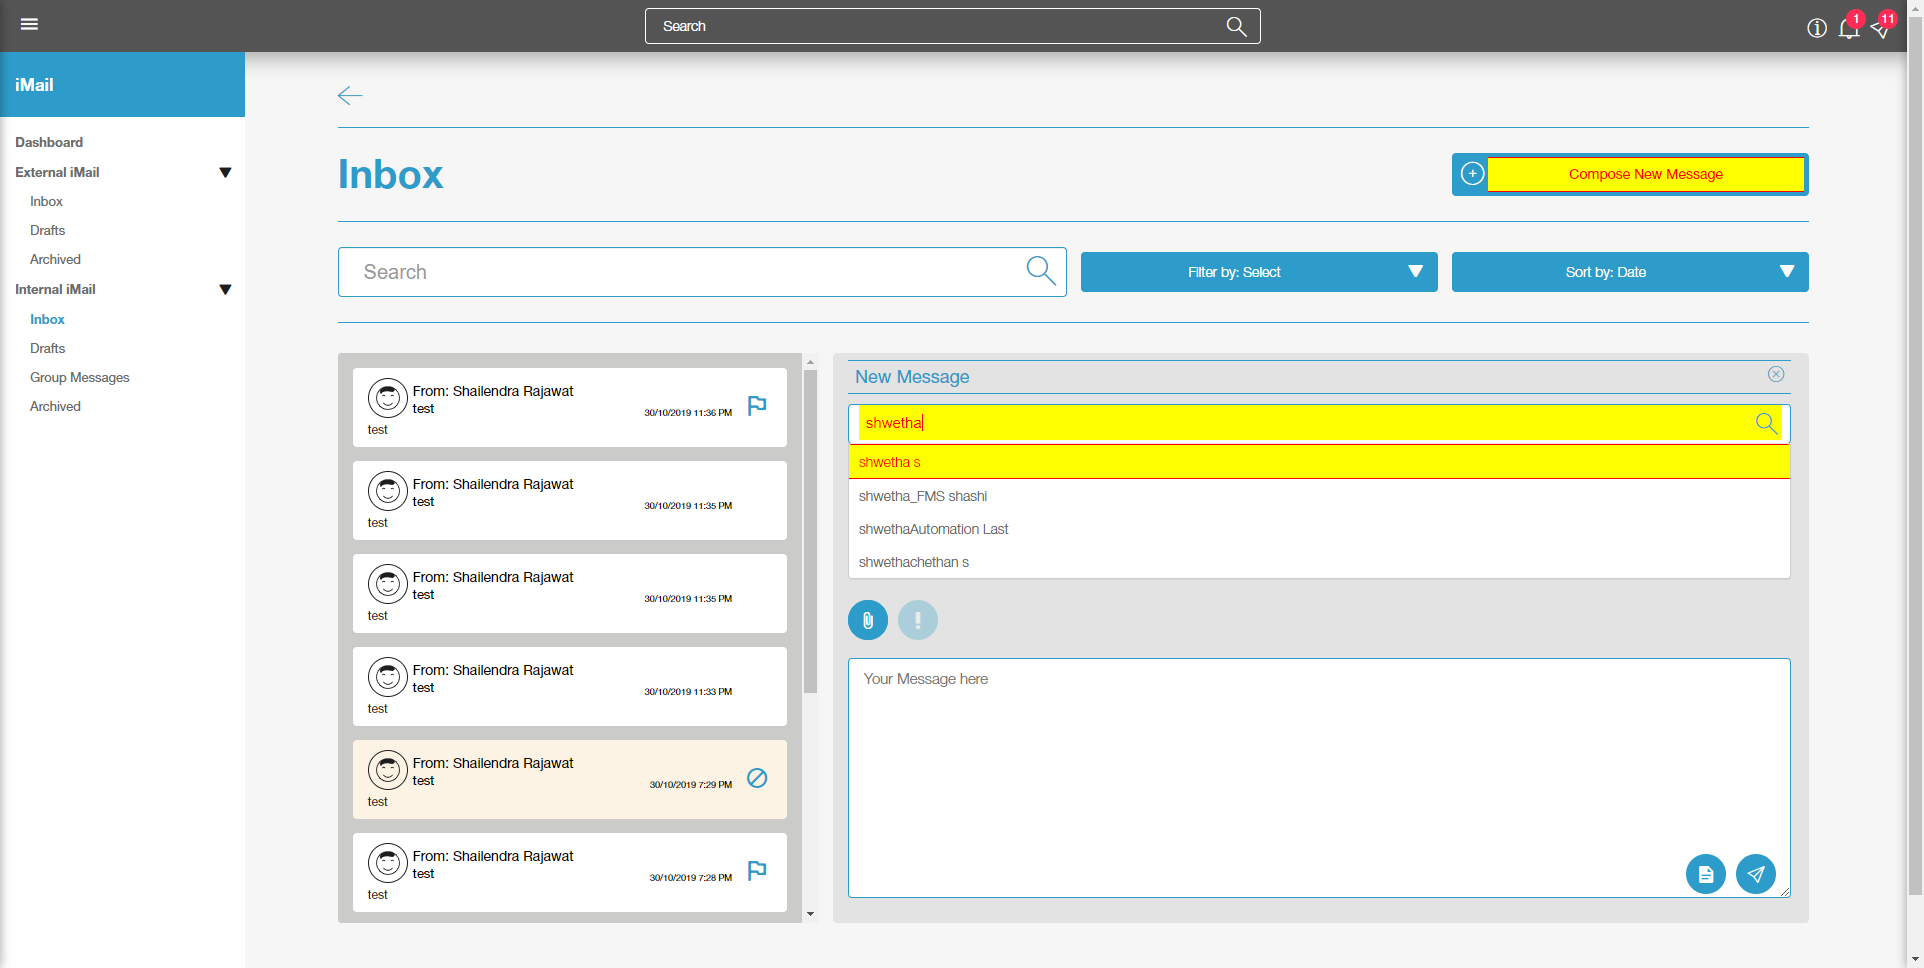 Search
1
11
iMail
Dashboard
External iMail
Inbox
Drafts
Archived
Internal iMail
Inbox
Drafts
Group Messages
Archived
Inbox
Compose New Message
Search
Filter by: Select
Sort by: Date
From: Shailendra Rajawat
test
30/10/2019 11:36 PM
test
From: Shailendra Rajawat
test
30/10/2019 11:35 PM
test
From: Shailendra Rajawat
test
30/10/2019 11:35 PM
test
From: Shailendra Rajawat
test
30/10/2019 11:33 PM
test
From: Shailendra Rajawat
test
30/10/2019 7:29 PM
test
From: Shailendra Rajawat
test
30/10/2019 7:28 PM
test
New Message
shwetha
shwetha s
shwetha_FMS shashi
shwethaAutomation Last
shwethachethan s
Your Message here